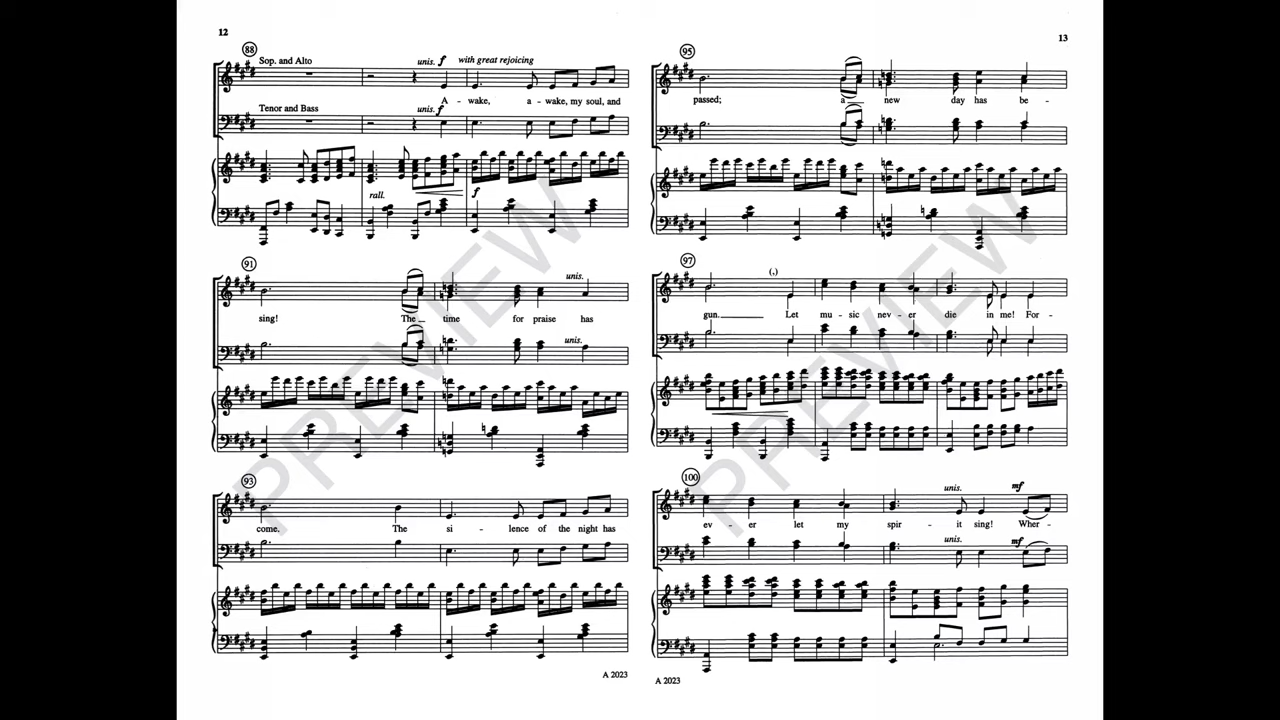 12
88
Sop. and Alto
unis. f with great rejoicing
A - wake, a - wake, my soul, and
Tenor and Bass
unis. f
rall.
f
91
unis.
sing! The time for praise has
unis.
93
come. The si - lence of the night has
A 2023
13
95
passed; a new day has be -
97
(,)
gun. Let mu - sic nev - er die in me! For -
100
unis. mf
ev - er let my spir - it sing! Wher -
unis. mf
A 2023
PREVIEW
PREVIEW